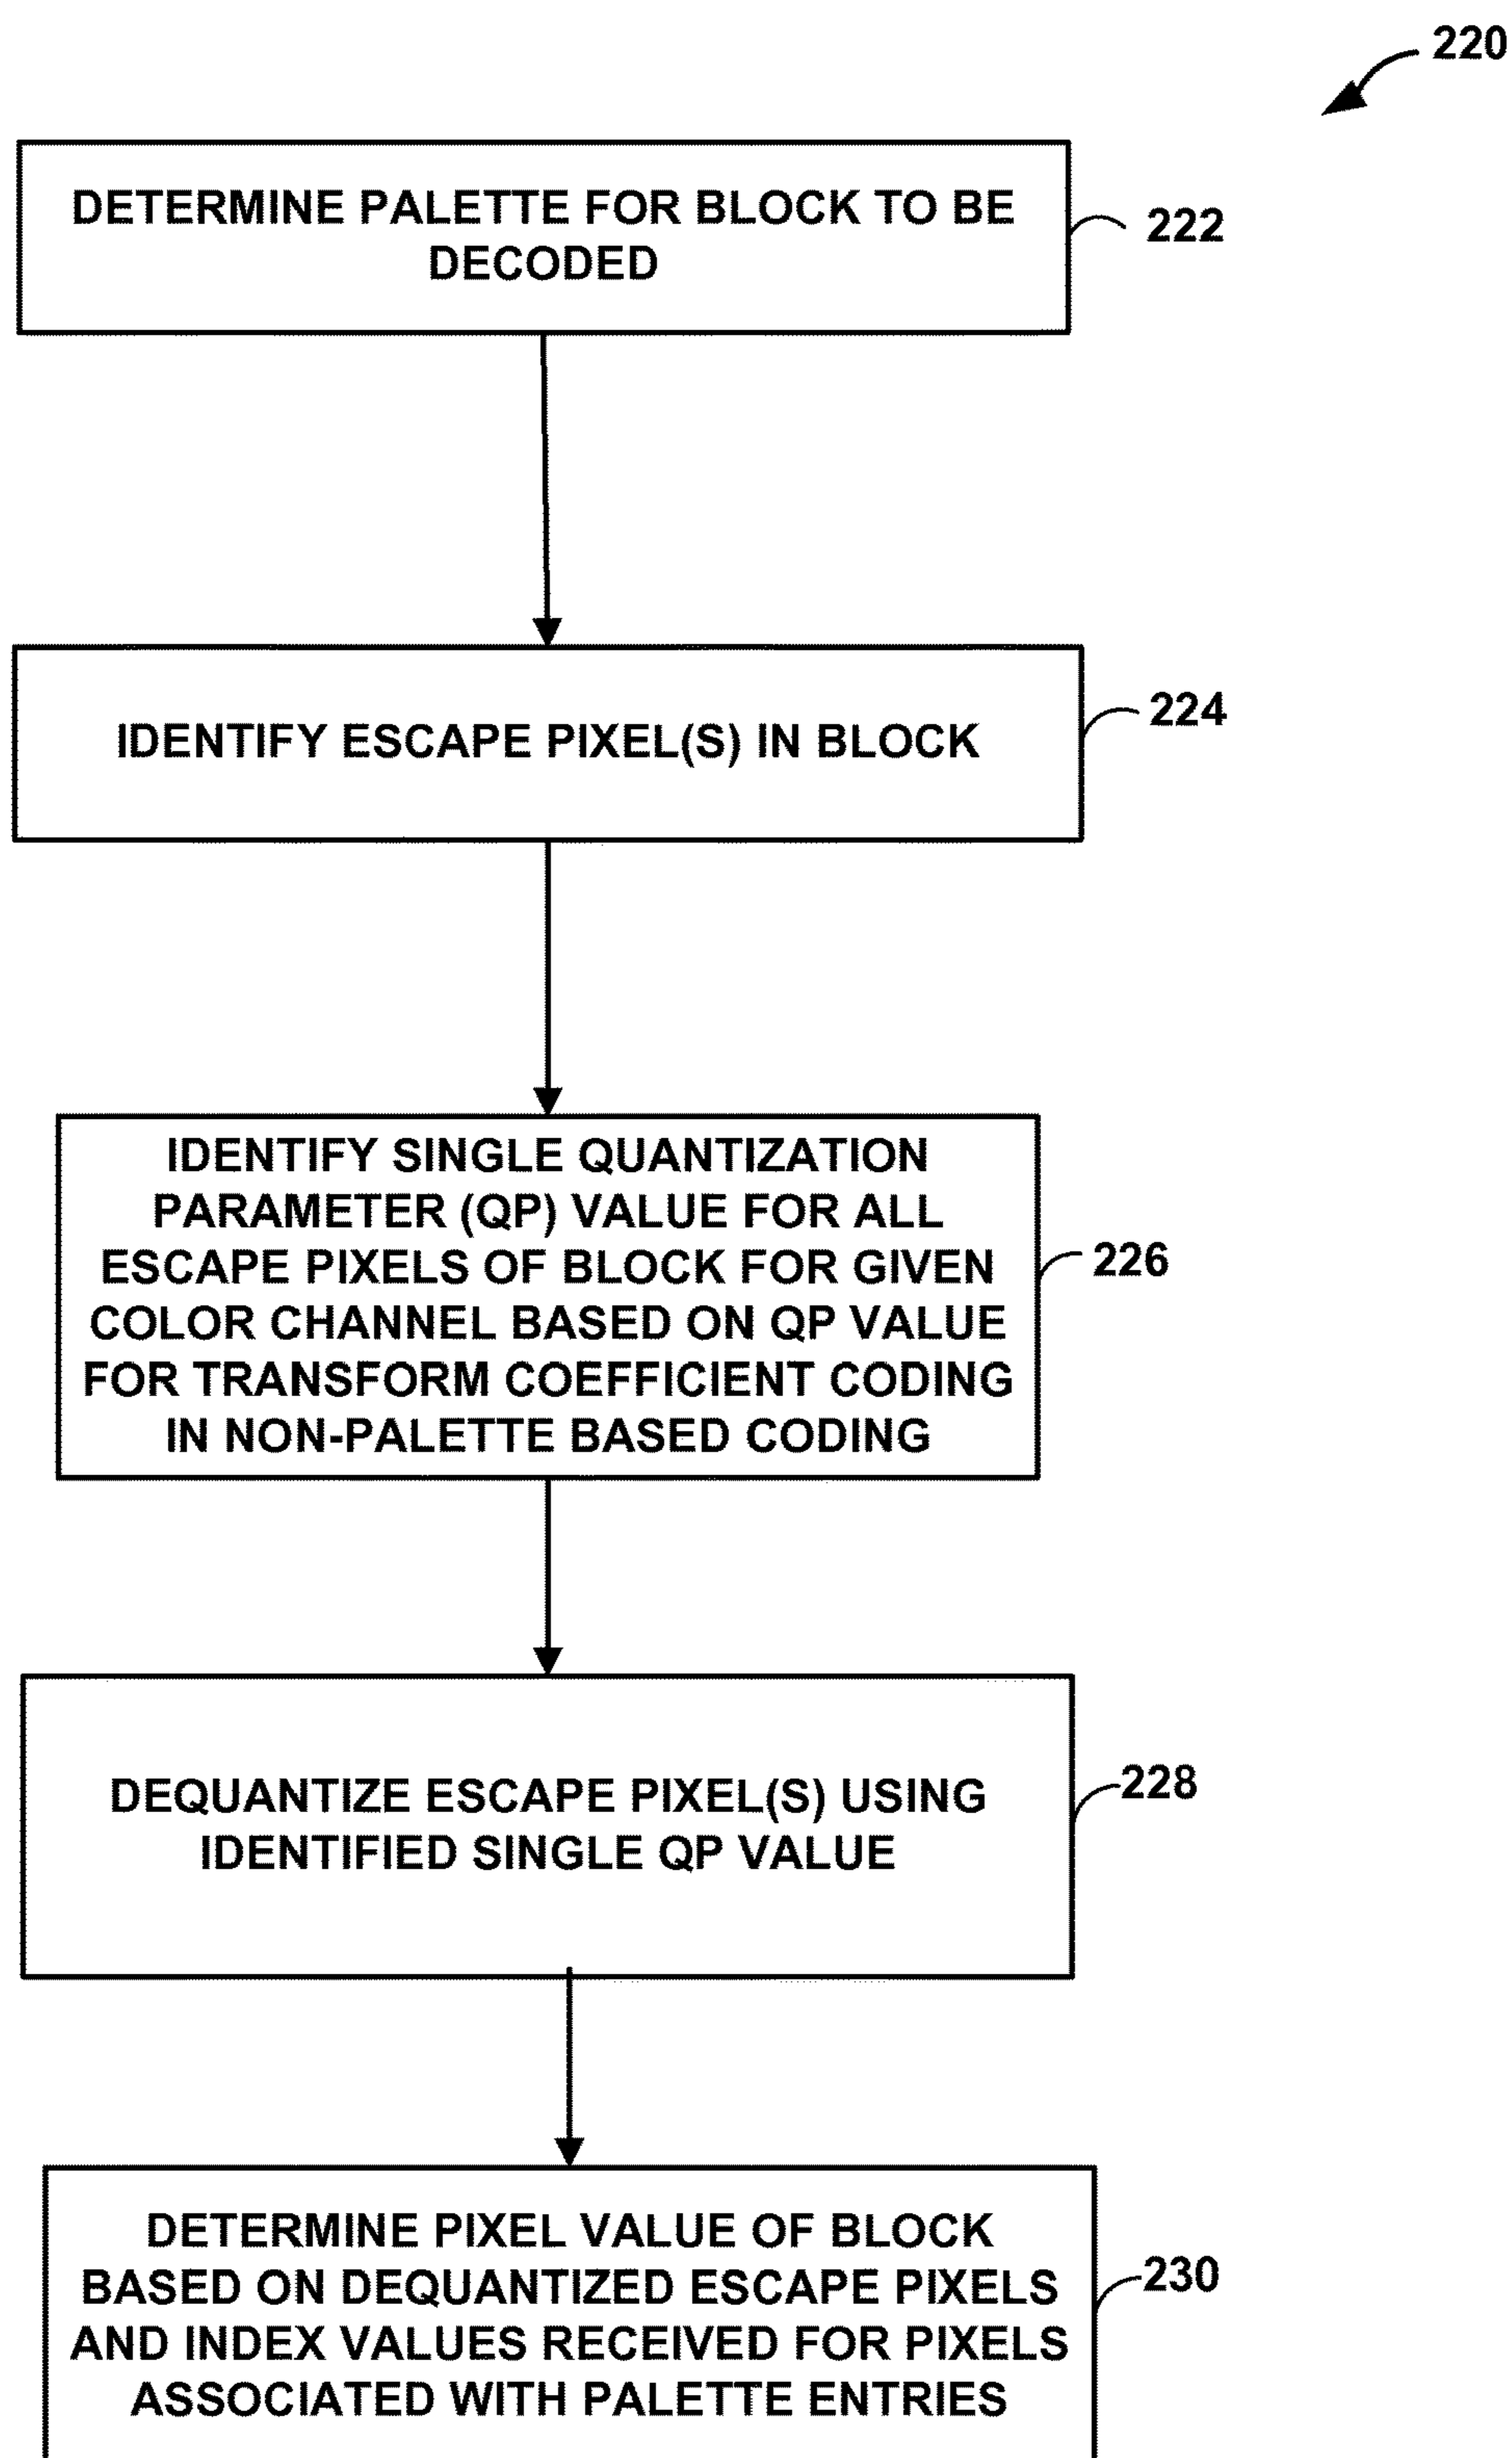 220
DETERMINE PALETTE FOR BLOCK TO BE
DECODED
222
IDENTIFY ESCAPE PIXEL(S) IN BLOCK
224
IDENTIFY SINGLE QUANTIZATION
PARAMETER (QP) VALUE FOR ALL
ESCAPE PIXELS OF BLOCK FOR GIVEN
COLOR CHANNEL BASED ON QP VALUE
FOR TRANSFORM COEFFICIENT CODING
IN NON-PALETTE BASED CODING
226
DEQUANTIZE ESCAPE PIXEL(S) USING
IDENTIFIED SINGLE QP VALUE
228
DETERMINE PIXEL VALUE OF BLOCK
BASED ON DEQUANTIZED ESCAPE PIXELS
AND INDEX VALUES RECEIVED FOR PIXELS
ASSOCIATED WITH PALETTE ENTRIES
230